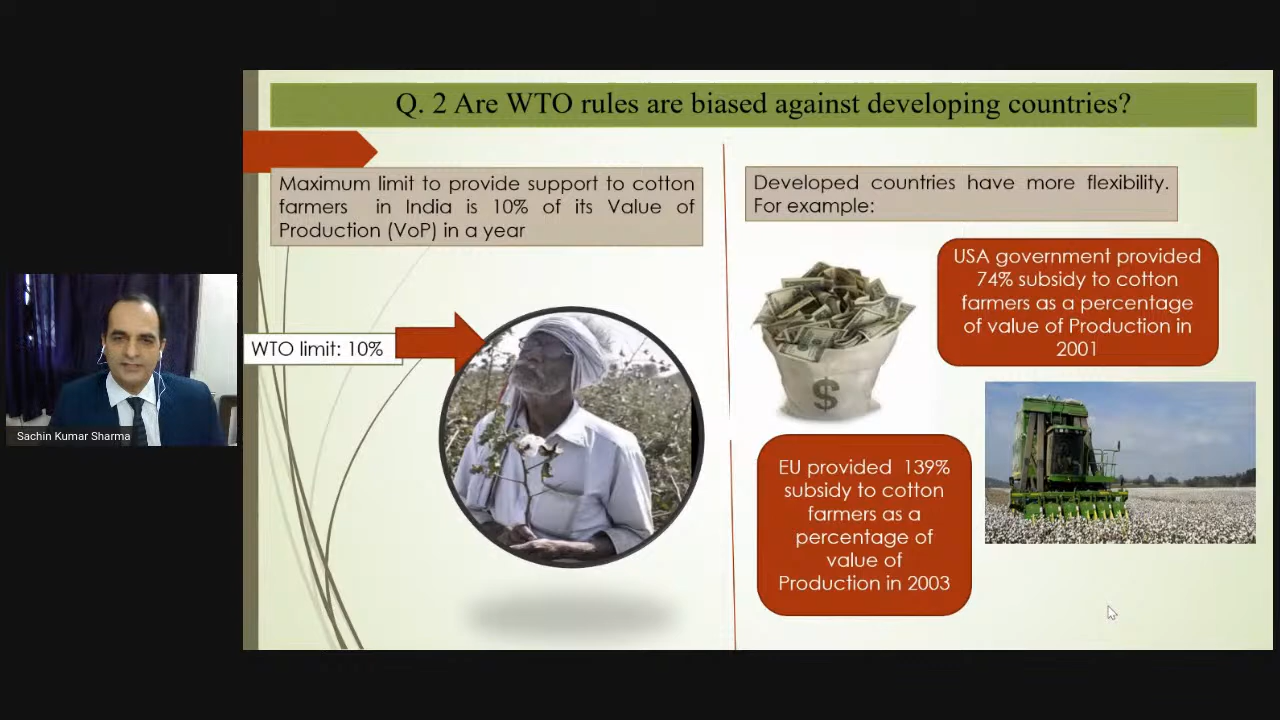 Q. 2 Are WTO rules are biased against developing countries?
Maximum limit to provide support to cotton
farmers in India is 10% of its Value of
Production (VoP) in a year
WTO limit: 10%
Developed countries have more flexibility.
For example:
USA government provided
74% subsidy to cotton
farmers as a percentage
of value of Production in
2001
$
EU provided 139%
subsidy to cotton
farmers as a
percentage of
value of
Production in 2003
Sachin Kumar Sharma